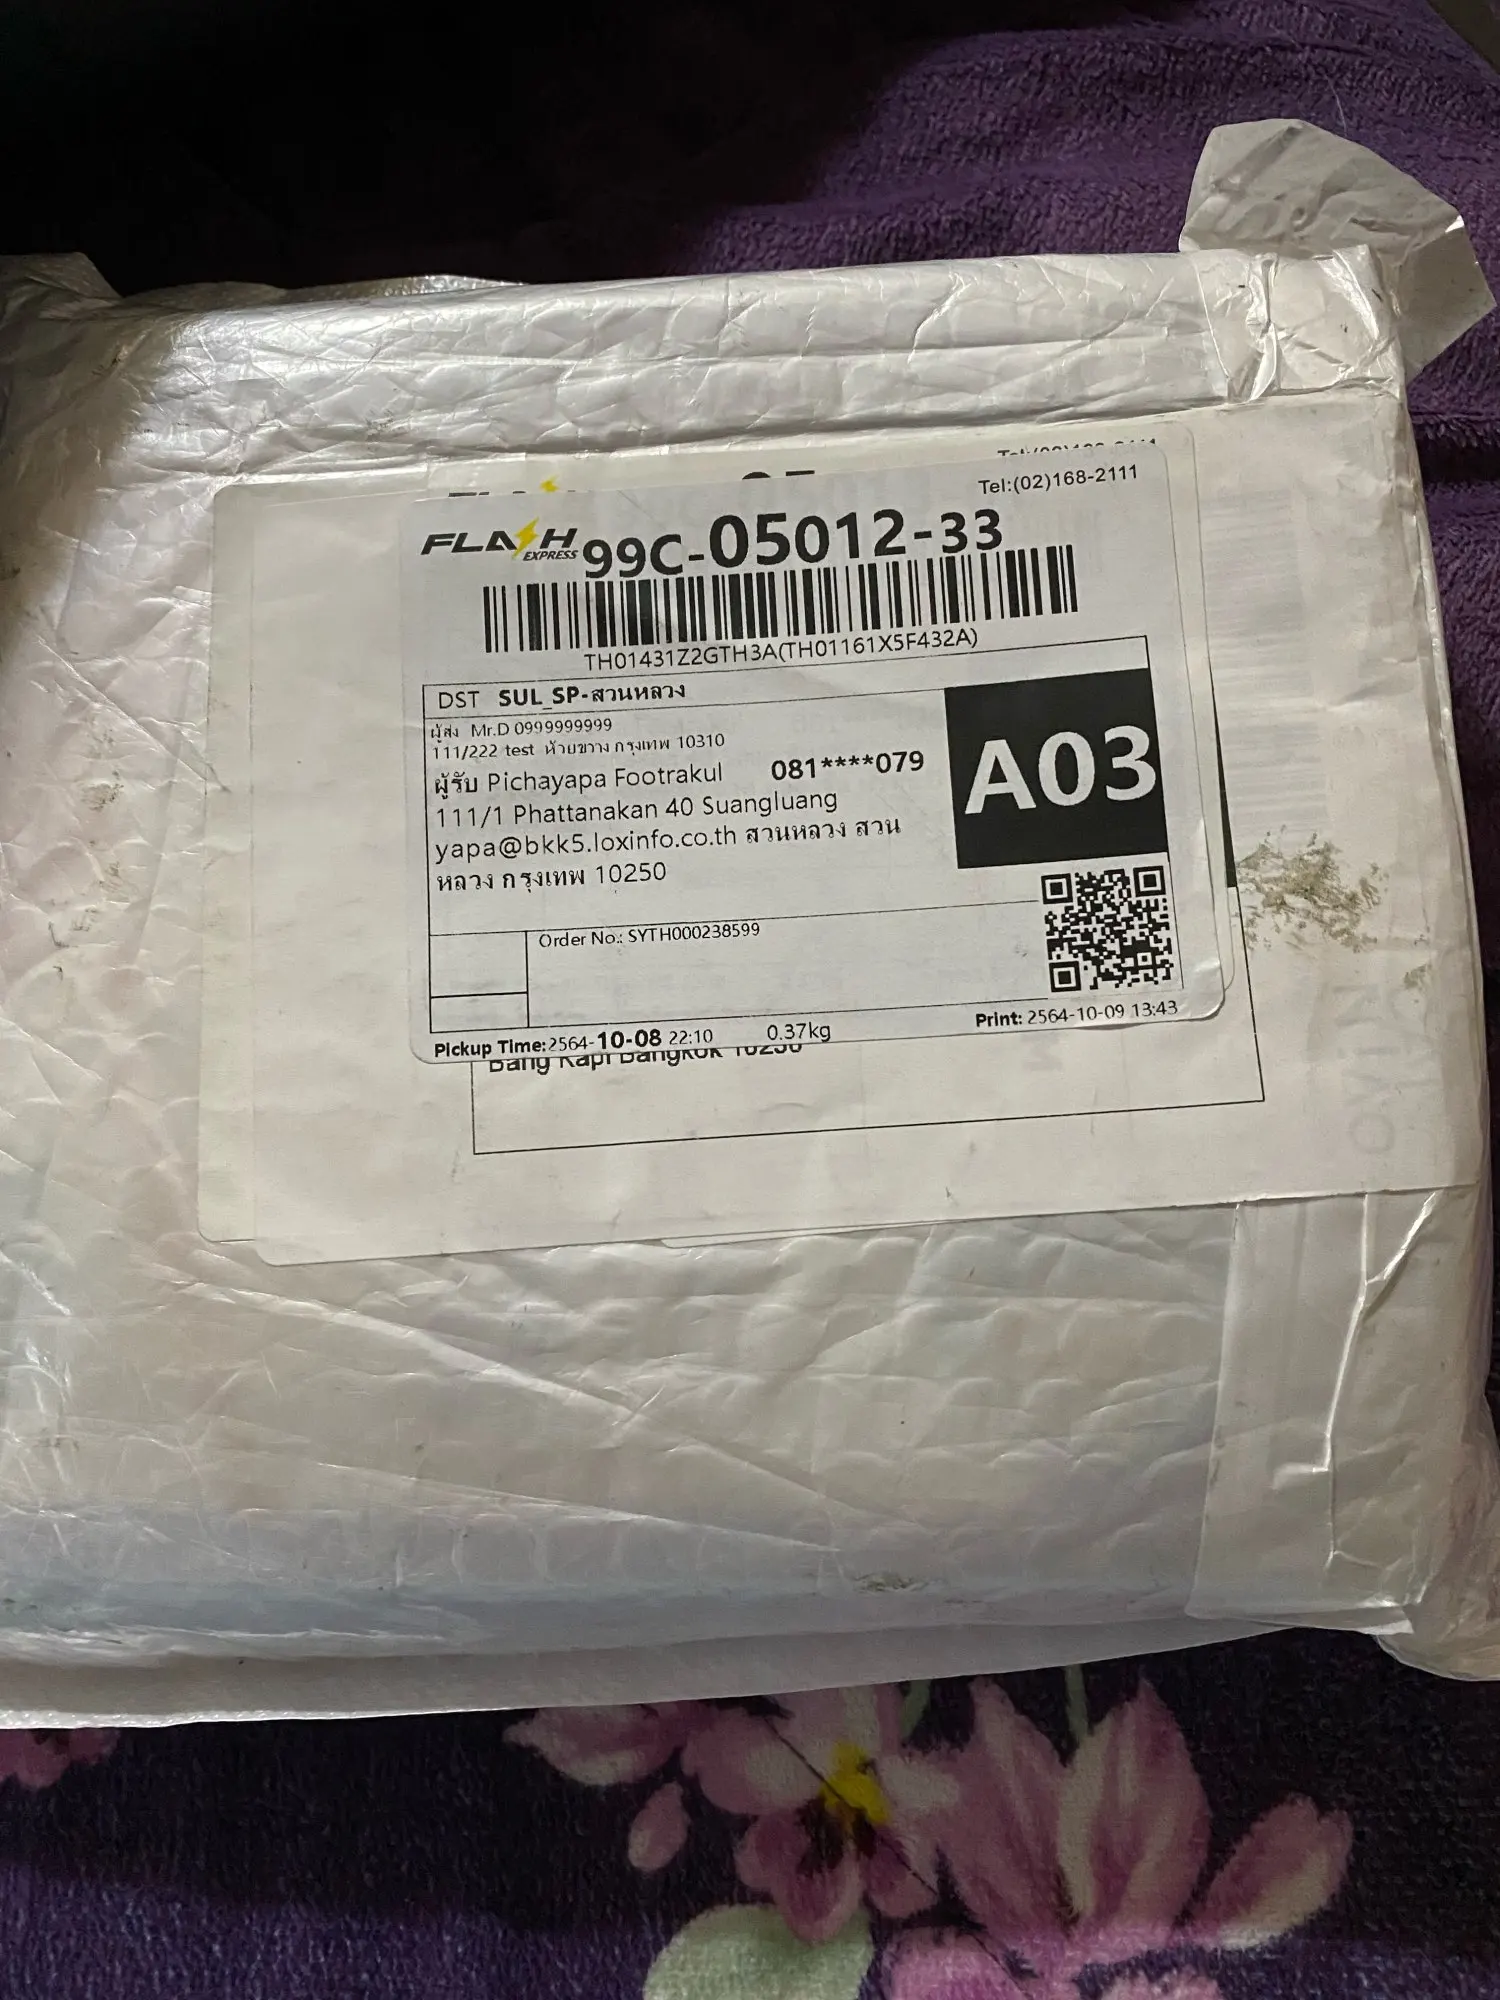 Tel:(02)168-2111
FLASH EXPRESS 99C-05012-33
TH01431Z2GTH3A(TH01161X5F432A)
DST SUL_SP-สวนหลวง
ผู้ส่ง Mr.D 0999999999
111/222 test ห้วยขวาง กรุงเทพ 10310
ผู้รับ Pichayapa Footrakul 081****079
A03
111/1 Phattanakan 40 Suangluang
yapa@bkk5.loxinfo.co.th สวนหลวง สวน
หลวง กรุงเทพ 10250
Order No.: SYTH000238599
Pickup Time:2564-10-08 22:10 0.37kg Print: 2564-10-09 13:43
Bang Kapi Bangkok 10250